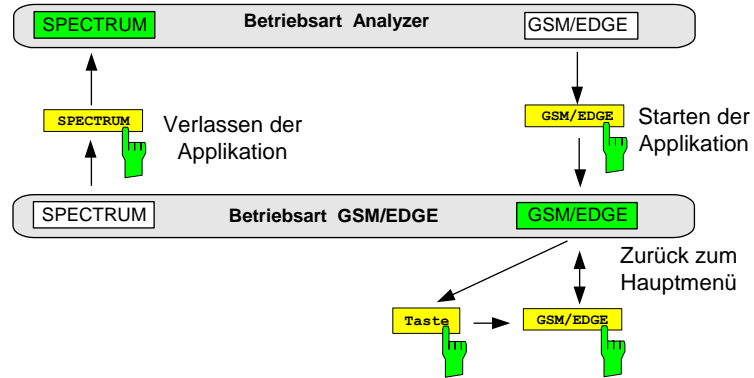 SPECTRUM Betriebsart Analyzer GSM/EDGE
SPECTRUM
Verlassen der
Applikation
GSM/EDGE
Starten der
Applikation
SPECTRUM Betriebsart GSM/EDGE GSM/EDGE
Zurück zum
Hauptmenü
Taste
GSM/EDGE